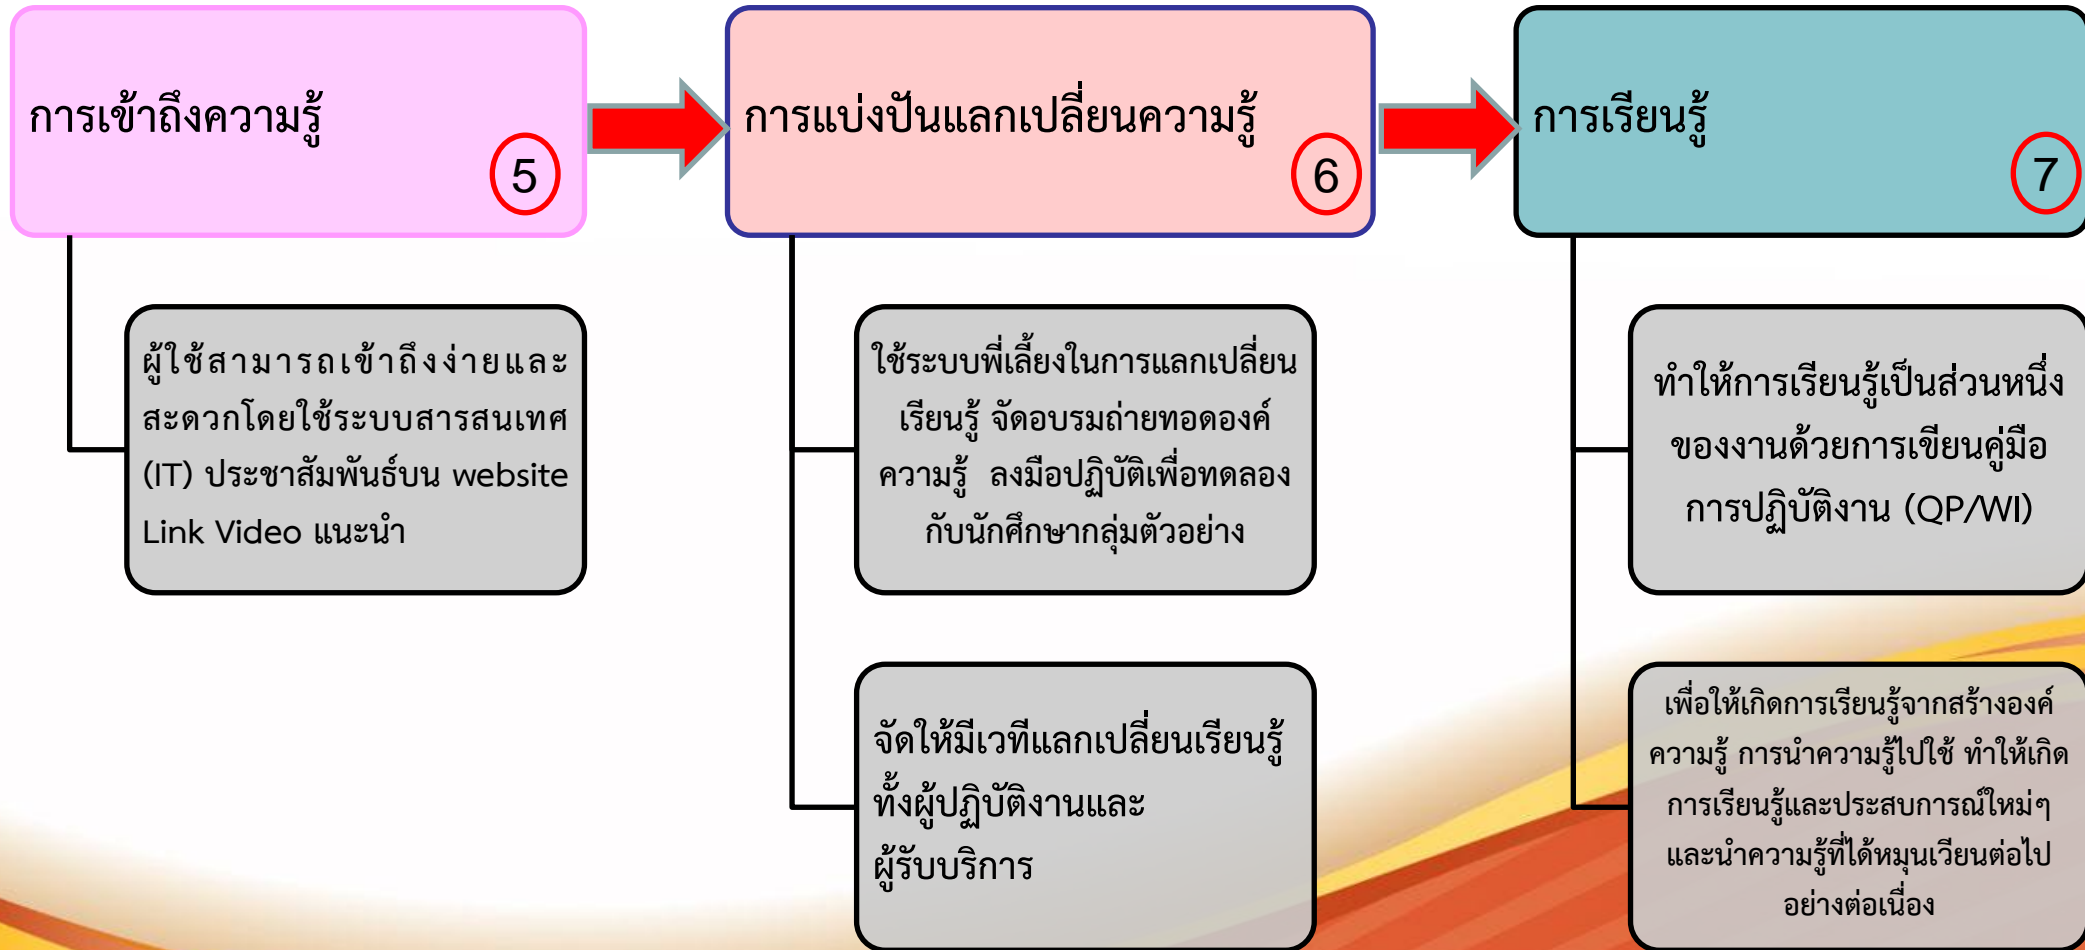 การเข้าถึงความรู้
5
ผู้ใช้สามารถเข้าถึงง่ายและ
สะดวกโดยใช้ระบบสารสนเทศ
(IT) ประชาสัมพันธ์บน website
Link Video แนะนำ
การแบ่งปันแลกเปลี่ยนความรู้
6
ใช้ระบบพี่เลี้ยงในการแลกเปลี่ยน
เรียนรู้ จัดอบรมถ่ายทอดองค์
ความรู้ ลงมือปฏิบัติเพื่อทดลอง
กับนักศึกษากลุ่มตัวอย่าง
จัดให้มีเวทีแลกเปลี่ยนเรียนรู้
ทั้งผู้ปฏิบัติงานและ
ผู้รับบริการ
การเรียนรู้
7
ทำให้การเรียนรู้เป็นส่วนหนึ่ง
ของงานด้วยการเขียนคู่มือ
การปฏิบัติงาน (QP/WI)
เพื่อให้เกิดการเรียนรู้จากสร้างองค์
ความรู้ การนำความรู้ไปใช้ ทำให้เกิด
การเรียนรู้และประสบการณ์ใหม่ๆ
และนำความรู้ที่ได้หมุนเวียนต่อไป
อย่างต่อเนื่อง